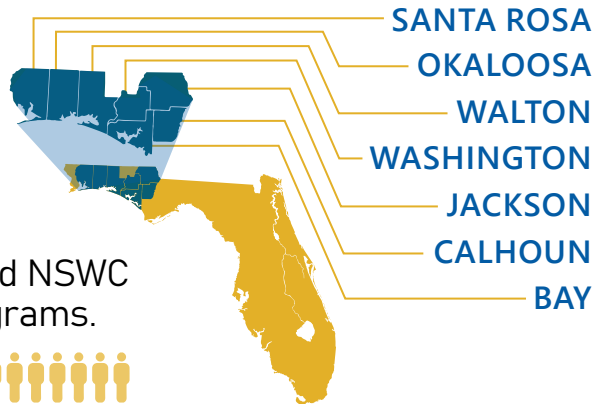 SANTA ROSA
OKALOOSA
WALTON
WASHINGTON
JACKSON
CALHOUN
BAY
d NSWC
grams.